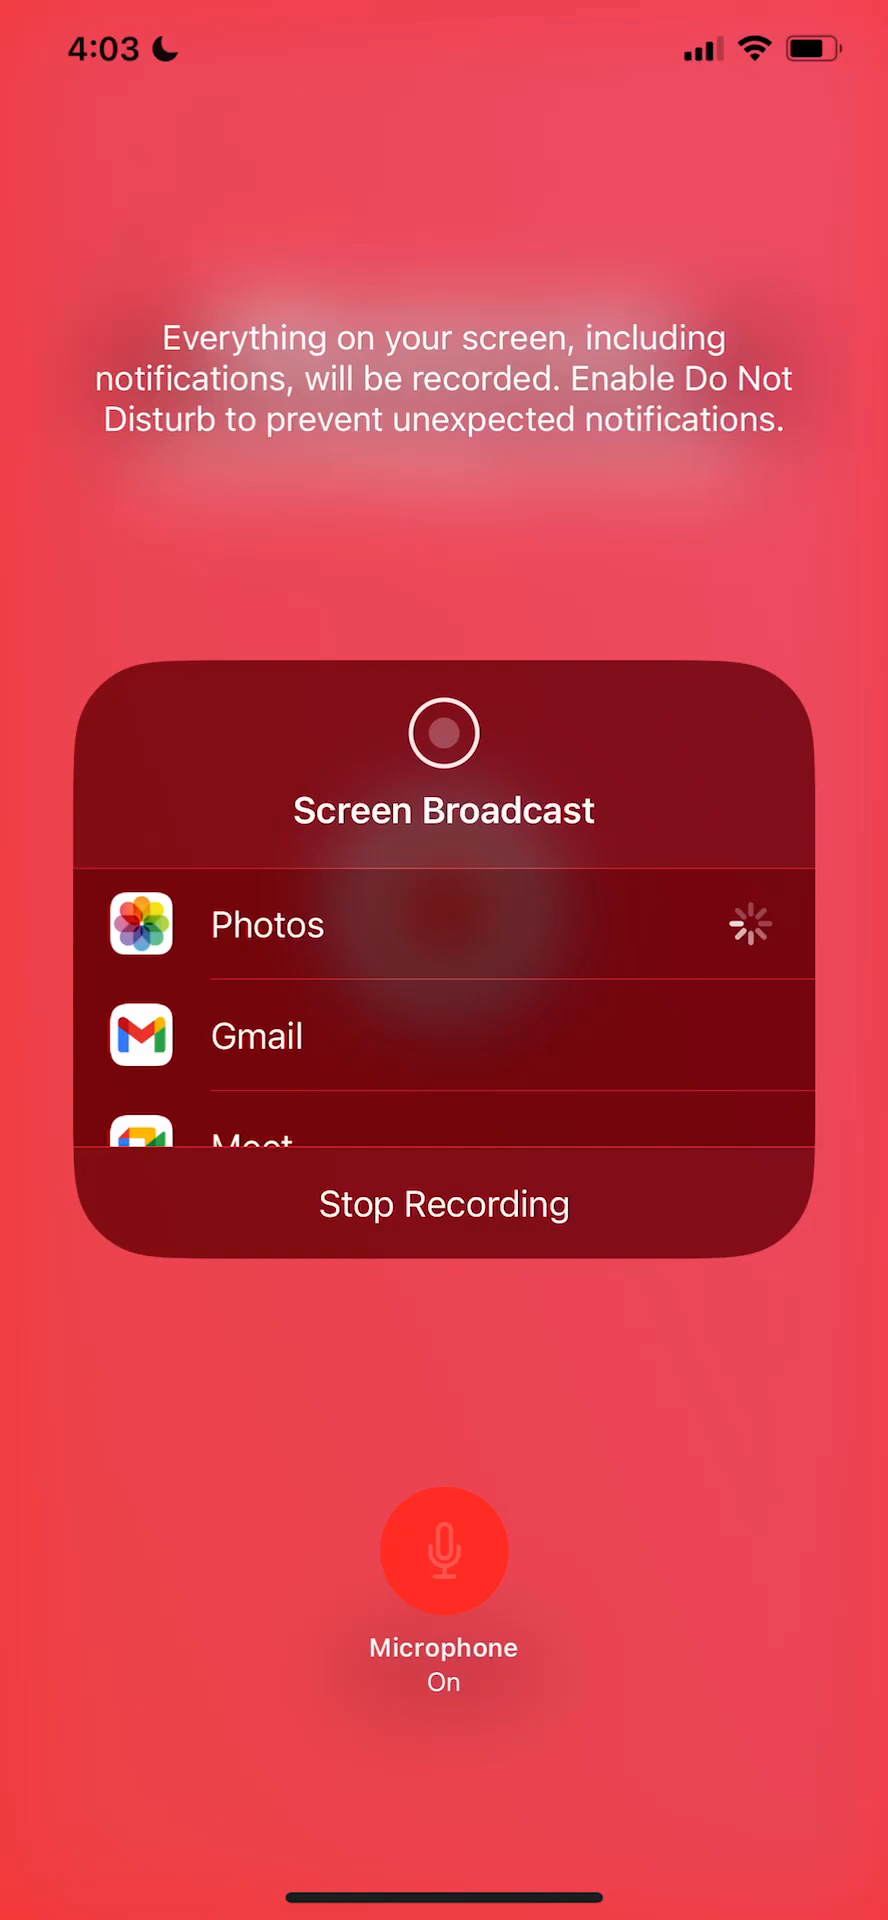 4:03
Everything on your screen, including
notifications, will be recorded. Enable Do Not
Disturb to prevent unexpected notifications.
Screen Broadcast
Photos
Gmail
Meet
Stop Recording
Microphone
On